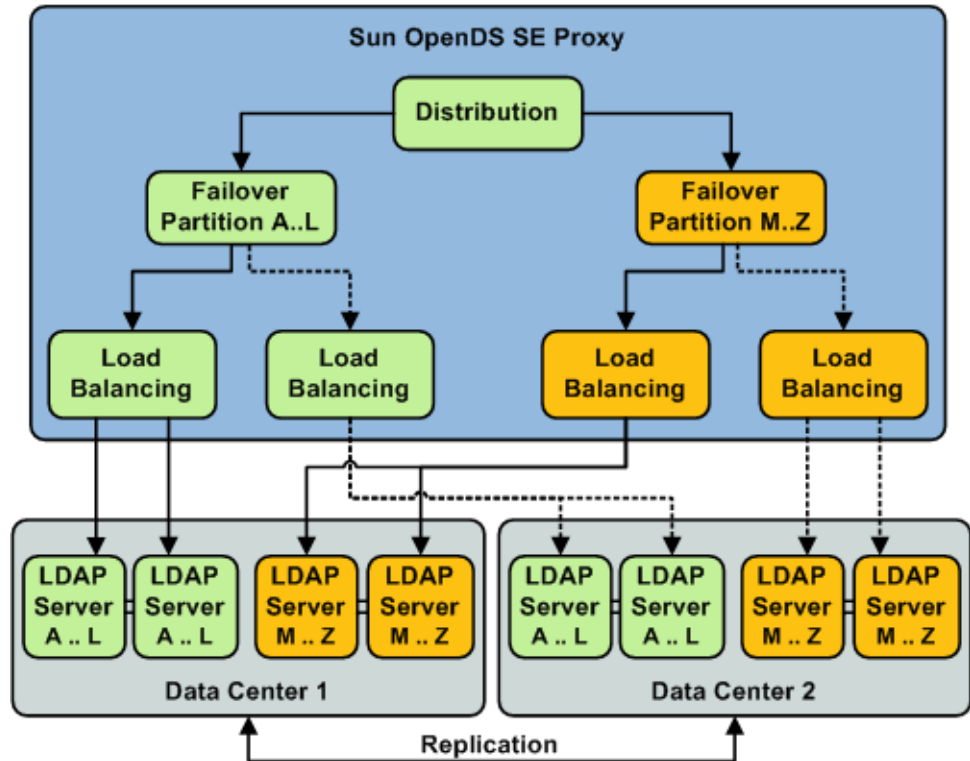 Sun OpenDS SE Proxy
Distribution
Failover
Partition A..L
Failover
Partition M..Z
Load
Balancing
Load
Balancing
Load
Balancing
Load
Balancing
LDAP
Server
A .. L
LDAP
Server
A .. L
LDAP
Server
M .. Z
LDAP
Server
M .. Z
Data Center 1
LDAP
Server
A .. L
LDAP
Server
A .. L
LDAP
Server
M .. Z
LDAP
Server
M .. Z
Data Center 2
Replication